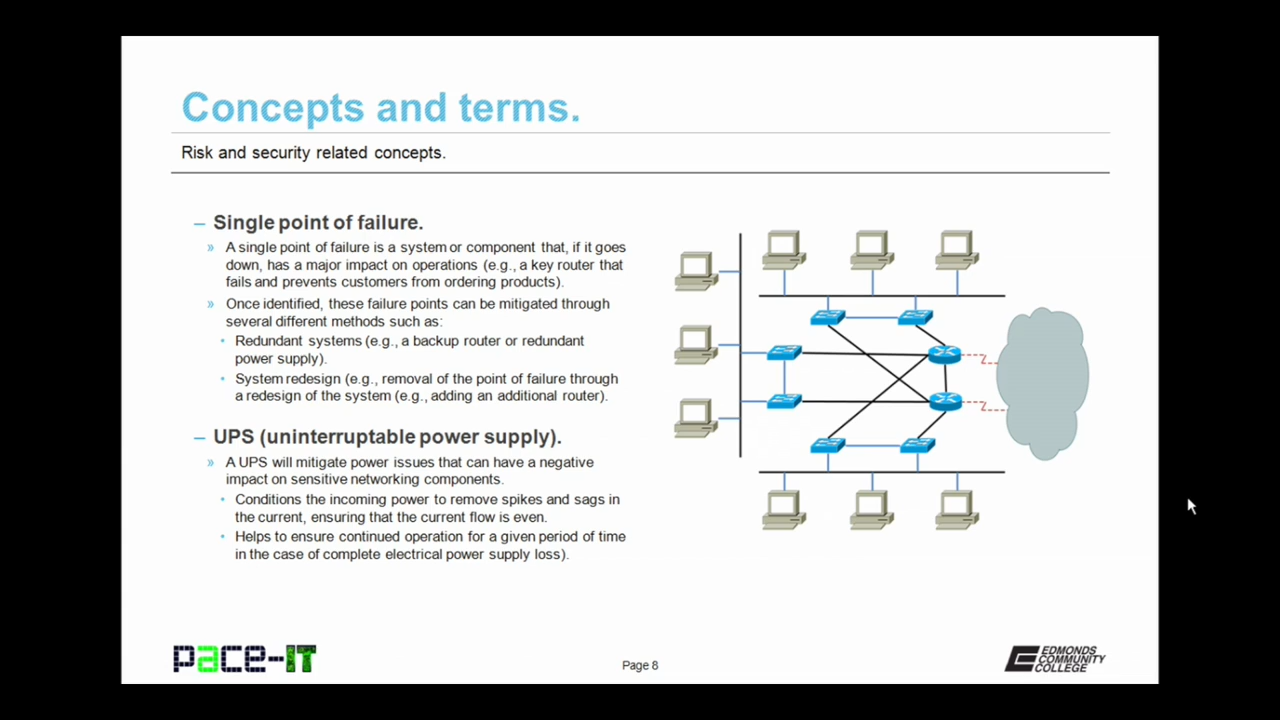 Concepts and terms.
Risk and security related concepts.
– Single point of failure.
» A single point of failure is a system or component that, if it goes
down, has a major impact on operations (e.g., a key router that
fails and prevents customers from ordering products).
» Once identified, these failure points can be mitigated through
several different methods such as:
• Redundant systems (e.g., a backup router or redundant
power supply).
• System redesign (e.g., removal of the point of failure through
a redesign of the system (e.g., adding an additional router).
– UPS (uninterruptable power supply).
» A UPS will mitigate power issues that can have a negative
impact on sensitive networking components.
• Conditions the incoming power to remove spikes and sags in
the current, ensuring that the current flow is even.
• Helps to ensure continued operation for a given period of time
in the case of complete electrical power supply loss).
pace-IT
Page 8
EDMONDS
COMMUNITY
COLLEGE